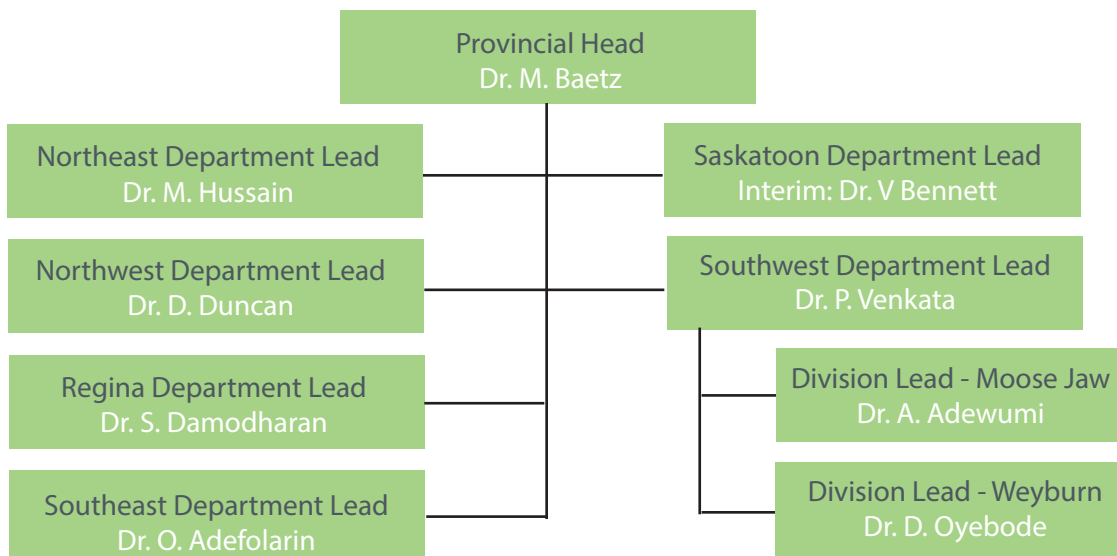 Provincial Head
Dr. M. Baetz
Northeast Department Lead
Dr. M. Hussain
Saskatoon Department Lead
Interim: Dr. V Bennett
Northwest Department Lead
Dr. D. Duncan
Southwest Department Lead
Dr. P. Venkata
Regina Department Lead
Dr. S. Damodharan
Division Lead - Moose Jaw
Dr. A. Adewumi
Southeast Department Lead
Dr. O. Adefolarin
Division Lead - Weyburn
Dr. D. Oyebode